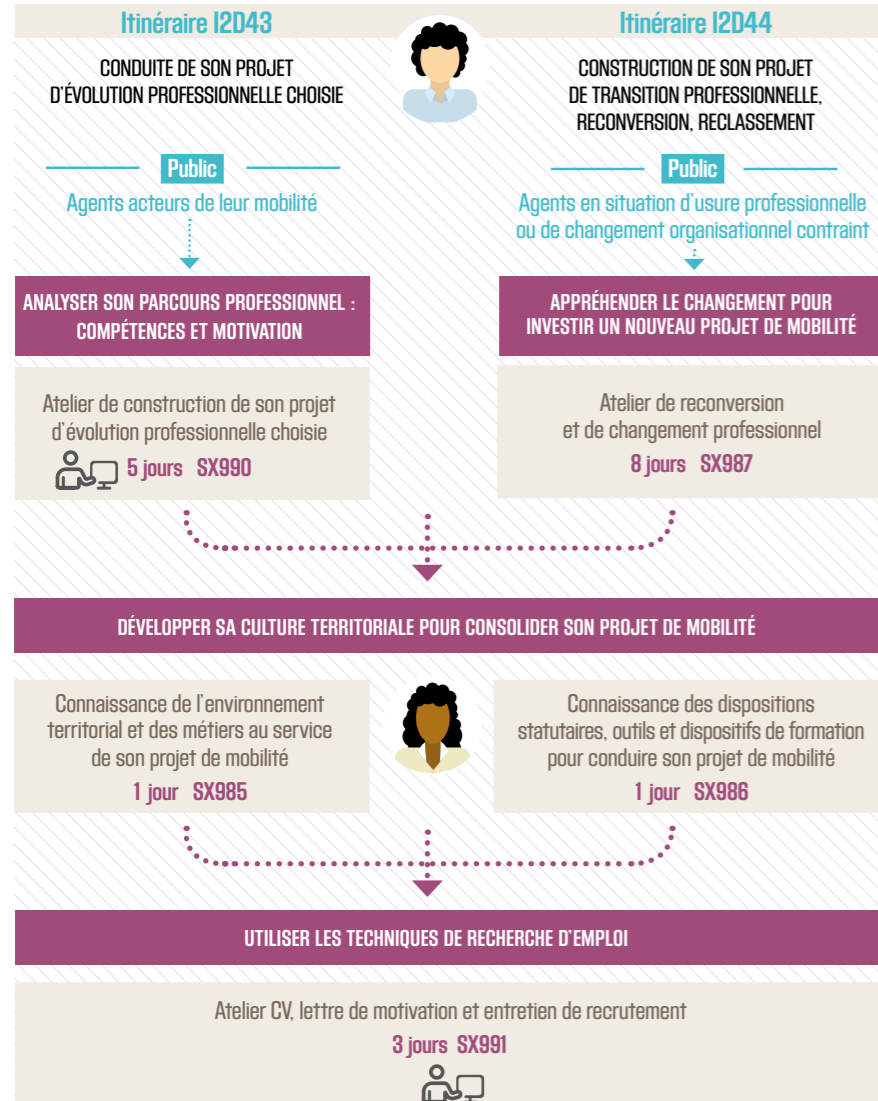 Itinéraire I2D43
CONDUITE DE SON PROJET
D'ÉVOLUTION PROFESSIONNELLE CHOISIE
Public
Agents acteurs de leur mobilité
ANALYSER SON PARCOURS PROFESSIONNEL :
COMPÉTENCES ET MOTIVATION
Atelier de construction de son projet
d'évolution professionnelle choisie
5 jours SX990
Itinéraire I2D44
CONSTRUCTION DE SON PROJET
DE TRANSITION PROFESSIONNELLE,
RECONVERSION, RECLASSEMENT
Public
Agents en situation d'usure professionnelle
ou de changement organisationnel contraint
APPRÉHENDER LE CHANGEMENT POUR
INVESTIR UN NOUVEAU PROJET DE MOBILITÉ
Atelier de reconversion
et de changement professionnel
8 jours SX987
DÉVELOPPER SA CULTURE TERRITORIALE POUR CONSOLIDER SON PROJET DE MOBILITÉ
Connaissance de l'environnement
territorial et des métiers au service
de son projet de mobilité
1 jour SX985
Connaissance des dispositions
statutaires, outils et dispositifs de formation
pour conduire son projet de mobilité
1 jour SX986
UTILISER LES TECHNIQUES DE RECHERCHE D'EMPLOI
Atelier CV, lettre de motivation et entretien de recrutement
3 jours SX991